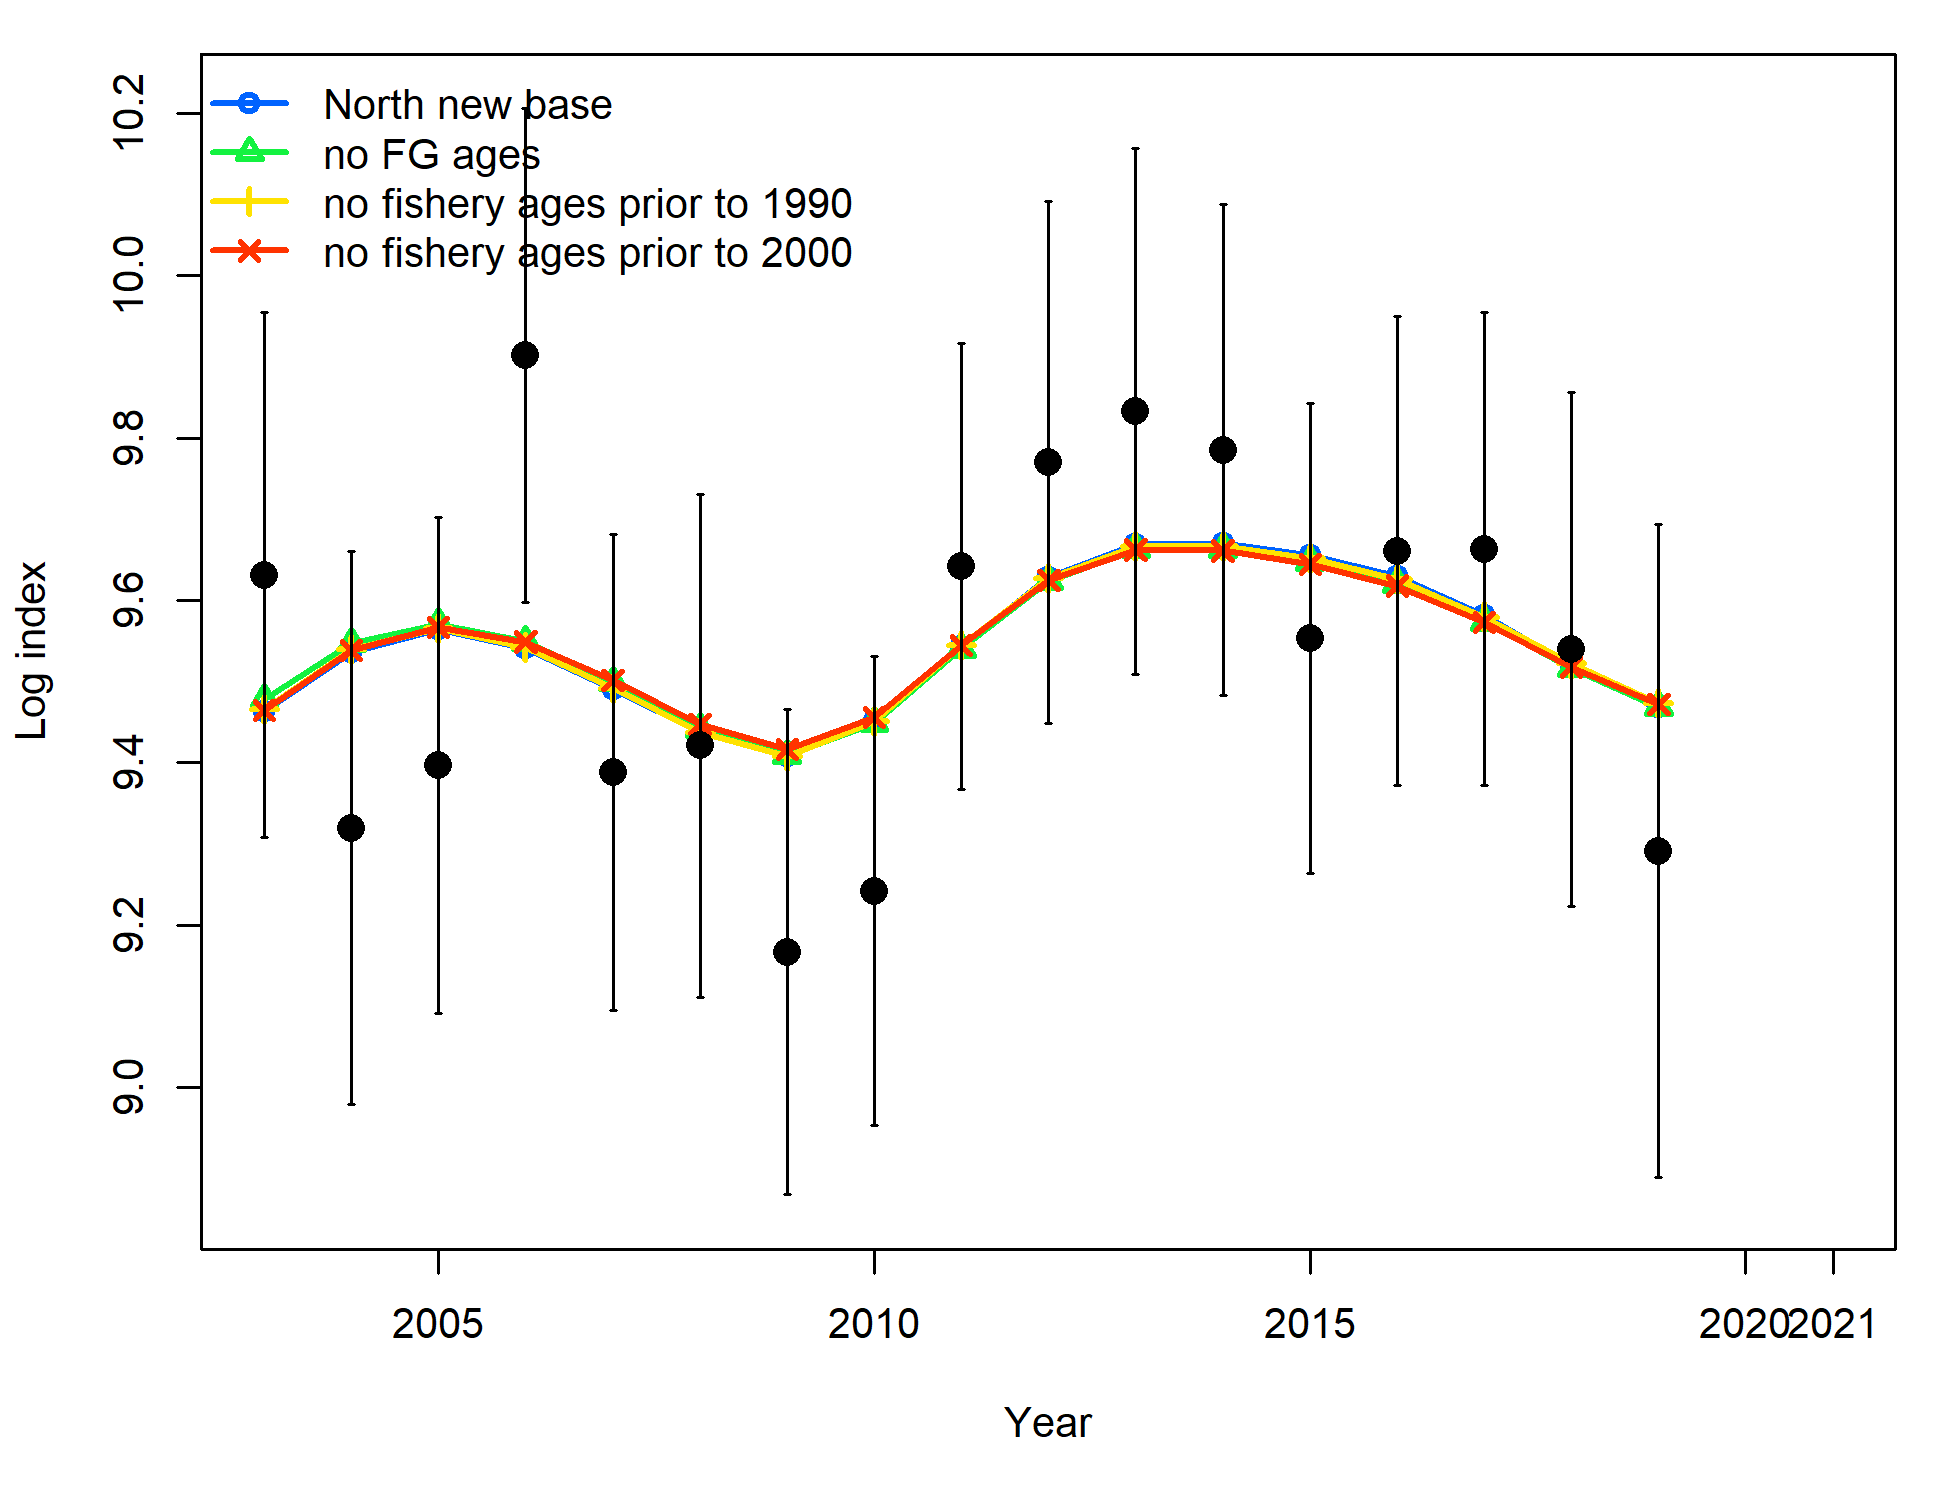 North new base
no FG ages
no fishery ages prior to 1990
no fishery ages prior to 2000
10.2
10.0
9.8
9.6
9.4
9.2
9.0
Log index
2005
2010
2015
2020
2021
Year